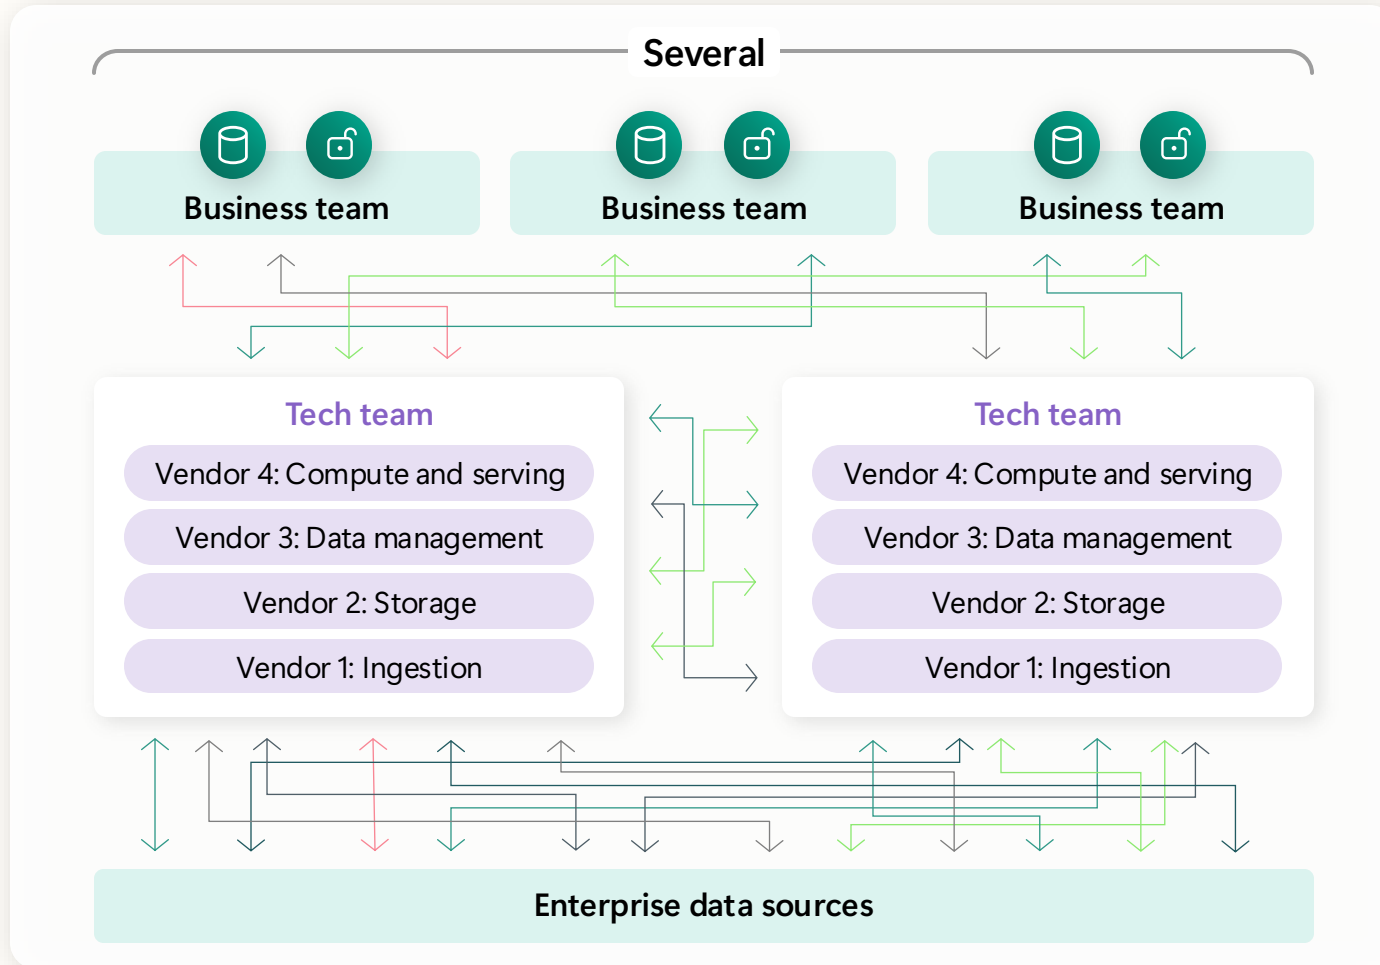 Several
Business team
Business team
Business team
Tech team
Vendor 4: Compute and serving
Vendor 3: Data management
Vendor 2: Storage
Vendor 1: Ingestion
Tech team
Vendor 4: Compute and serving
Vendor 3: Data management
Vendor 2: Storage
Vendor 1: Ingestion
Enterprise data sources